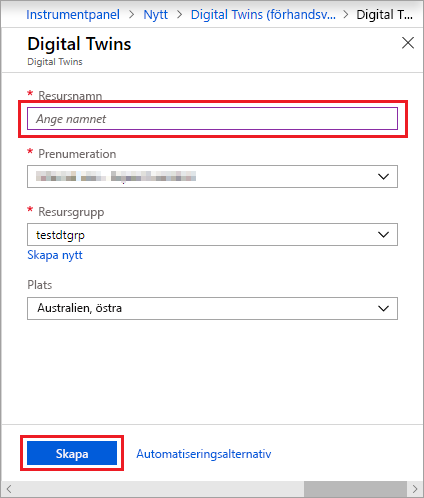 Instrumentpanel > Nytt > Digital Twins (förhandsv... > Digital T...
Digital Twins
Digital Twins
* Resursnamn
Ange namnet
* Prenumeration
* Resursgrupp
testdtgrp
Skapa nytt
Plats
Australien, östra
Skapa Automatiseringsalternativ